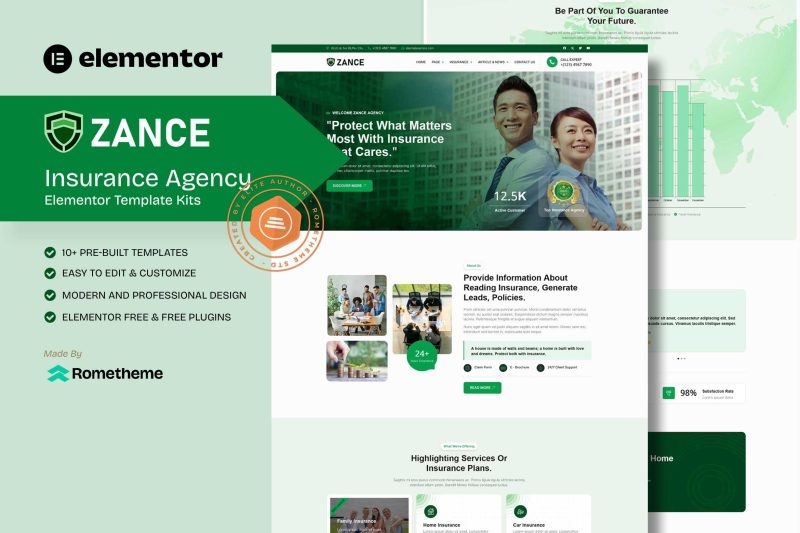 elementor
ZANCE
Insurance Agency
Elementor Template Kits
CREATED BY ELITE AUTHOR · ROMETHEME STD ·
10+ PRE-BUILT TEMPLATES
EASY TO EDIT & CUSTOMIZE
MODERN AND PROFESSIONAL DESIGN
ELEMENTOR FREE & FREE PLUGINS
Made By
Rometheme
ZANCE
HOME PAGE INSURANCE ARTICLE & NEWS CONTACT US
CALL EXPERT
+(123) 4567 7890
WELCOME ZANCE AGENCY
"Protect What Matters
Most With Insurance
at Cares."
DISCOVER MORE
12.5K
Active Customer
Top Insurance Agency
About Us
Provide Information About
Reading Insurance, Generate
Leads, Policies.
A house is made of walls and beams; a home is built with love
and dreams. Protect both with insurance.
Claim Form
E - Brochure
24/7 Client Support
READ MORE
24+
What We're Offering
Highlighting Services Or
Insurance Plans.
Family Insurance
Home Insurance
Car Insurance
Be Part Of You To Guarantee
Your Future.
98%
Satisfaction Rate
Lorem ipsum dolor
Home